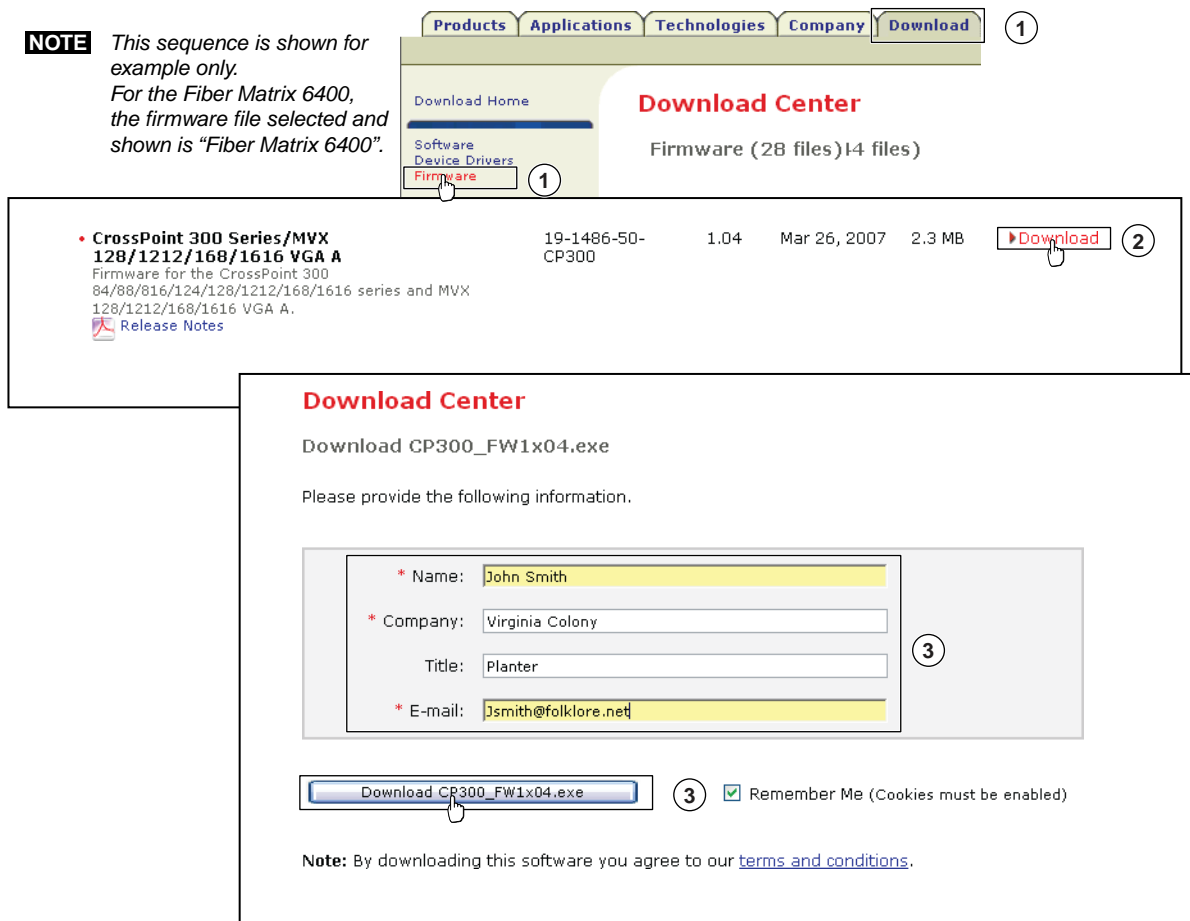 Products Applications Technologies Company Download
1
NOTE This sequence is shown for
example only.
For the Fiber Matrix 6400,
the firmware file selected and
shown is “Fiber Matrix 6400”.
Download Home
Software
Device Drivers
Firmware
1
Download Center
Firmware (28 files)
4 files)
CrossPoint 300 Series/MVX
128/1212/168/1616 VGA A
Firmware for the CrossPoint 300
84/88/816/124/128/1212/168/1616 series and MVX
128/1212/168/1616 VGA A.
Release Notes
19-1486-50-
CP300
1.04
Mar 26, 2007
2.3 MB
Download
2
Download Center
Download CP300_FW1x04.exe
Please provide the following information.
* Name: John Smith
* Company: Virginia Colony
Title: Planter
* E-mail: Jsmith@folklore.net
3
Download CP300_FW1x04.exe
3
Remember Me (Cookies must be enabled)
Note: By downloading this software you agree to our terms and conditions.